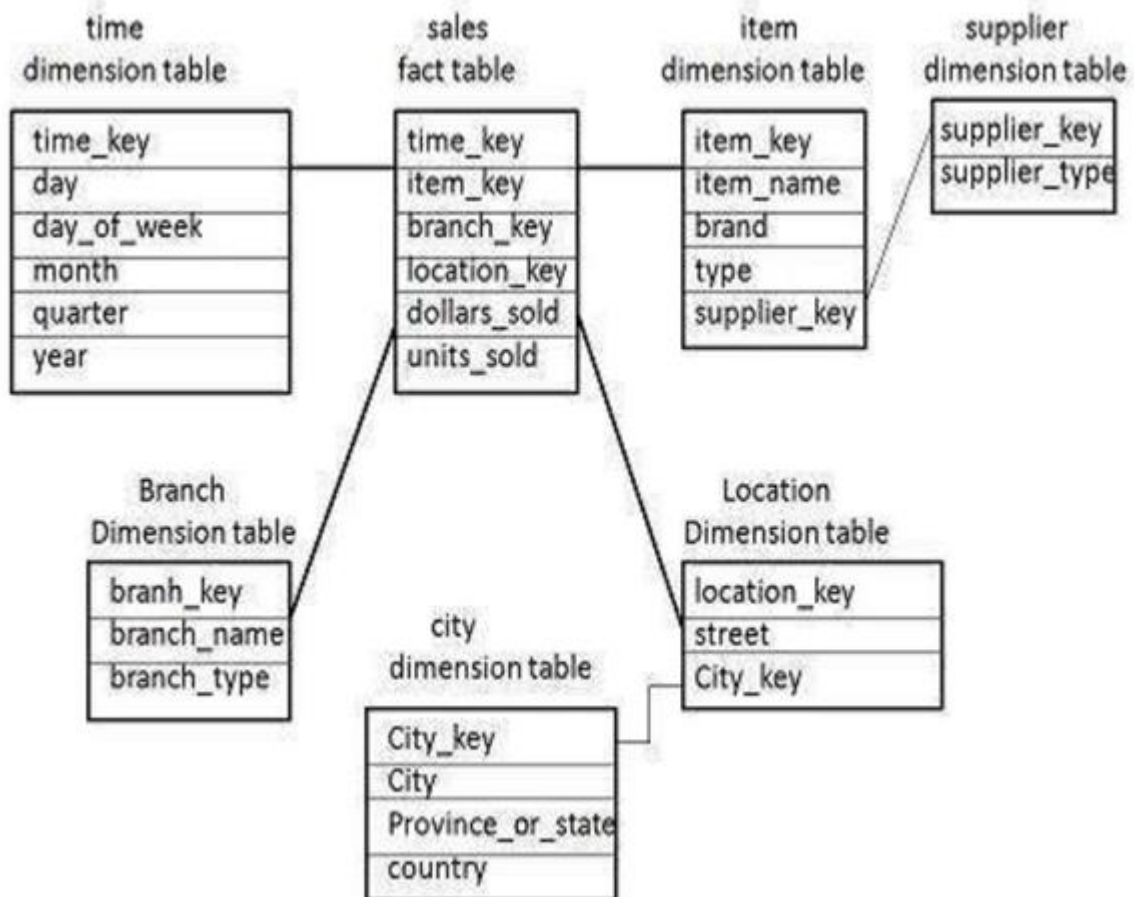 time
dimension table
time_key
day
day_of_week
month
quarter
year
sales
fact table
time_key
item_key
branch_key
location_key
dollars_sold
units_sold
item
dimension table
item_key
item_name
brand
type
supplier_key
supplier
dimension table
supplier_key
supplier_type
Branch
Dimension table
branh_key
branch_name
branch_type
city
dimension table
City_key
City
Province_or_state
country
Location
Dimension table
location_key
street
City_key